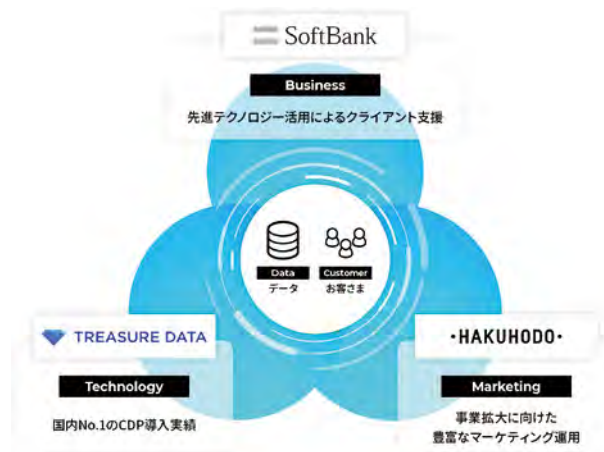 SoftBank
Business
先進テクノロジー活用によるクライアント支援
Data
データ
Customer
お客さま
TREASURE DATA
Technology
国内No.1のCDP導入実績
・HAKUHODO・
Marketing
事業拡大に向けた
豊富なマーケティング運用